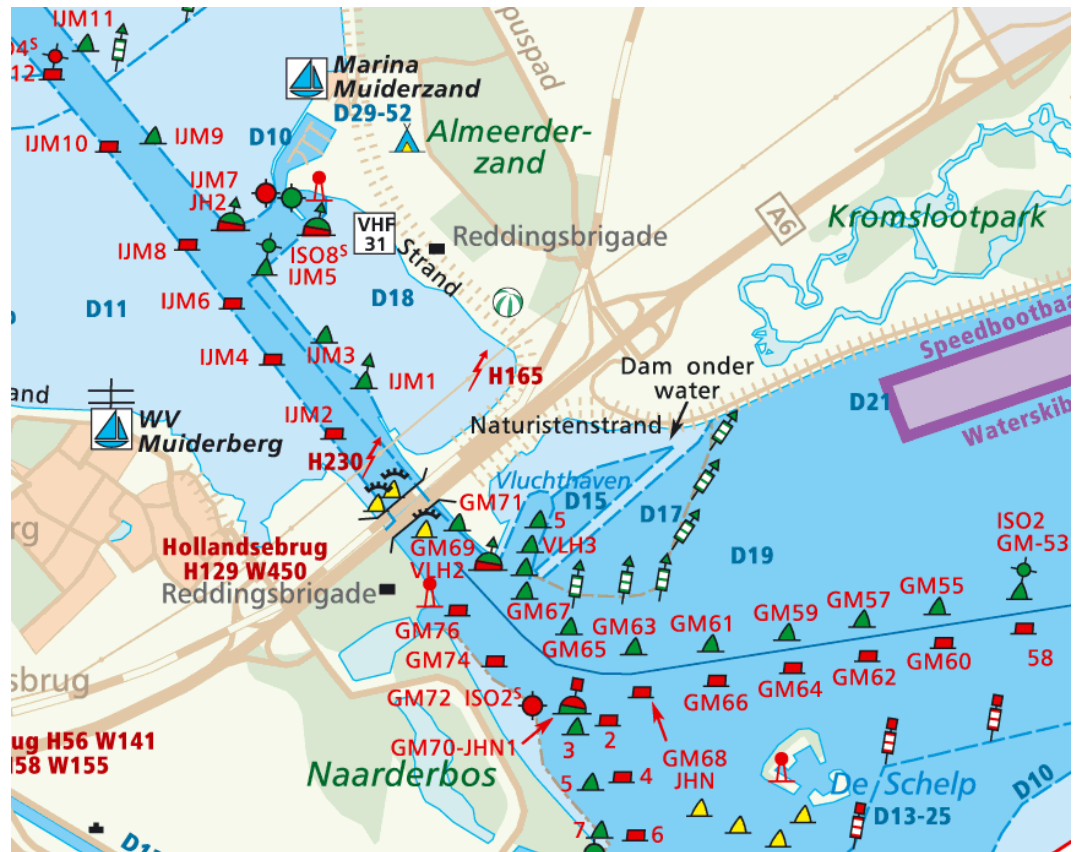 IJM11
04ˢ
12
Marina
Muiderzand
D29-52
puspad
IJM10
IJM9
D10
Almeerder-
zand
IJM7
JH2
A6
Kromslootpark
VHF
31
Reddingsbrigade
IJM8
ISO8ˢ
IJM5
Strand
D18
D11
IJM6
Speedbootbaa
IJM4
IJM3
IJM1
H165
Dam onder
water
and
WV
Muiderberg
IJM2
Naturistenstrand
D21
Waterskib
H230
Vluchthaven
D15
GM71
5
D17
ISO2
GM-53
rg
Hollandsebrug
H129 W450
GM69
VLH2
VLH3
D19
Reddingsbrigade
GM67
GM55
GM57
GM59
GM76
GM65
GM63
GM61
GM74
58
GM60
GM62
GM64
GM66
sbrug
GM72
ISO2ˢ
GM70-JHN1
3
2
GM68
JHN
ug H56 W141
58 W155
Naarderbos
5
4
De Schelp
D10
D13-25
7
6